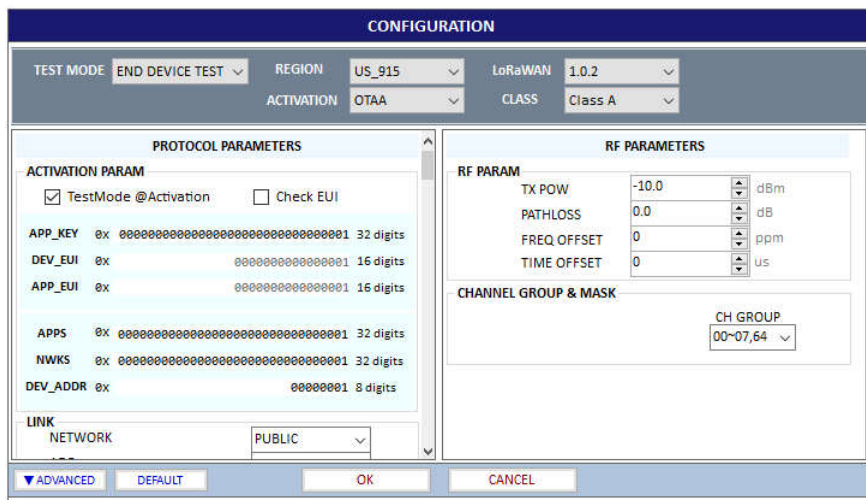 CONFIGURATION
TEST MODE END DEVICE TEST REGION US_915 LoRaWAN 1.0.2
ACTIVATION OTAA CLASS Class A
PROTOCOL PARAMETERS
ACTIVATION PARAM
TestMode @Activation Check EUI
APP_KEY 0x 00000000000000000000000000000001 32 digits
DEV_EUI 0x 0000000000000001 16 digits
APP_EUI 0x 0000000000000001 16 digits
APPS 0x 00000000000000000000000000000001 32 digits
NWKS 0x 00000000000000000000000000000001 32 digits
DEV_ADDR 0x 00000001 8 digits
LINK
NETWORK PUBLIC
RF PARAMETERS
RF PARAM
TX POW -10.0 dBm
PATHLOSS 0.0 dB
FREQ OFFSET 0 ppm
TIME OFFSET 0 us
CHANNEL GROUP & MASK
CH GROUP
00~07,64
▼ADVANCED DEFAULT OK CANCEL